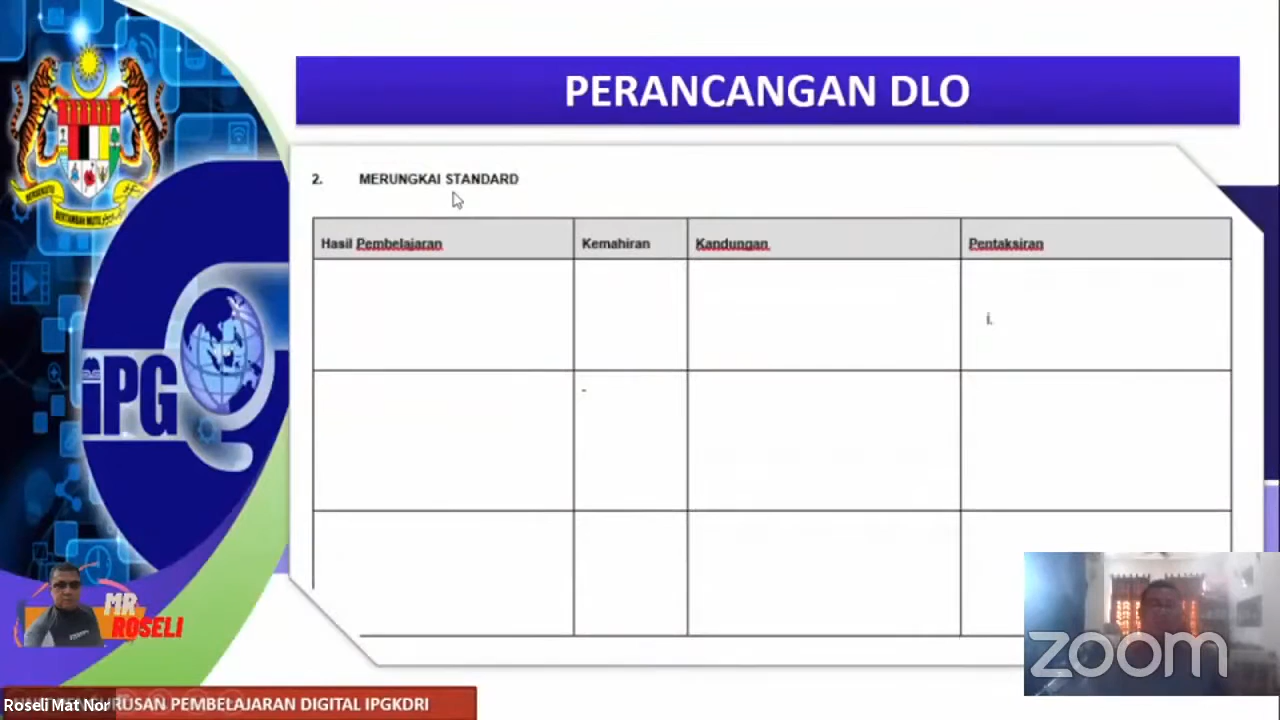 PERANCANGAN DLO
2. MERUNGKAI STANDARD
Hasil Pembelajaran Kemahiran Kandungan Pentaksiran
i.
-
iPG
MR
ROSELI
zoom
Roseli Mat Nor
URUSAN PEMBELAJARAN DIGITAL IPGKDRI